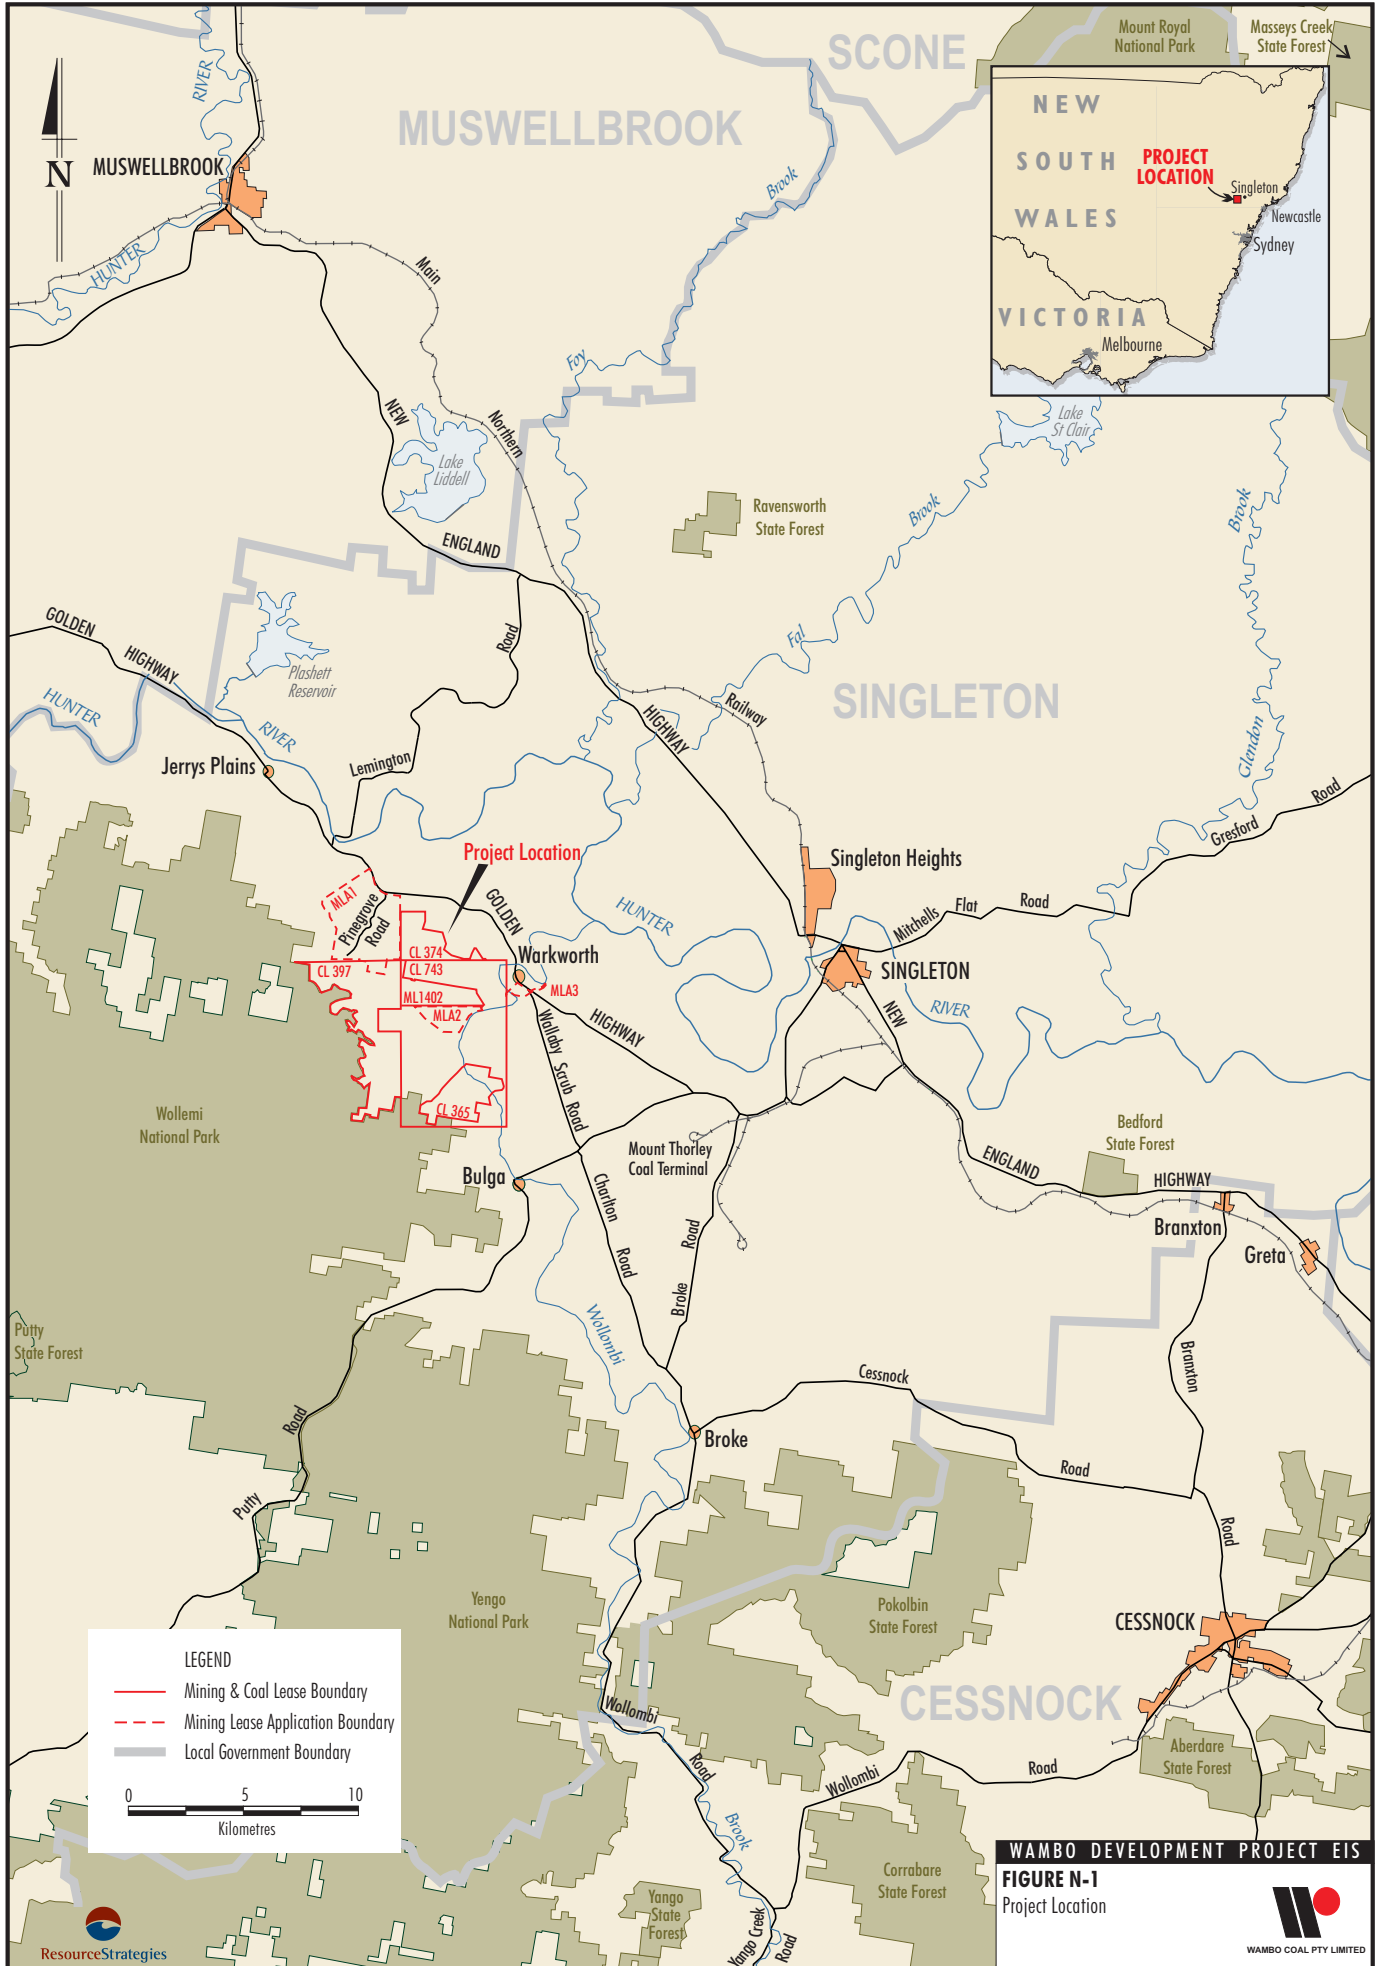 SCONE
Mount Royal
National Park
Masseys Creek
State Forest
MUSWELLBROOK
RIVER
N
MUSWELLBROOK
HUNTER
Main
Brook
NEW
SOUTH
WALES
PROJECT
LOCATION
Singleton
Newcastle
Sydney
VICTORIA
Melbourne
Foy
NEW
Northern
Lake
Liddell
Lake
St Clair
Ravensworth
State Forest
Brook
Brook
ENGLAND
GOLDEN
HIGHWAY
Road
Fal
Plashett
Reservoir
HUNTER
RIVER
SINGLETON
HIGHWAY
Railway
Glendon
Jerrys Plains
Lemington
Road
Gresford
Project Location
Singleton Heights
MLA1
Pinegrove
Road
GOLDEN
HUNTER
Mitchells
Flat
Road
CL 374
Warkworth
CL 397
CL 743
SINGLETON
ML1402
MLA3
MLA2
HIGHWAY
NEW
RIVER
Wallaby Scrub Road
CL 365
Wollemi
National Park
Bedford
State Forest
Mount Thorley
Coal Terminal
ENGLAND
HIGHWAY
Bulga
Charlton
Road
Broke
Road
Branxton
Greta
Putty
State Forest
Wollombi
Cessnock
Branxton
Road
Broke
Road
Putty
Road
Yengo
National Park
Pokolbin
State Forest
CESSNOCK
LEGEND
Mining & Coal Lease Boundary
Mining Lease Application Boundary
Local Government Boundary
0 5 10
Kilometres
CESSNOCK
Wollombi
Road
Aberdare
State Forest
Wollombi
Road
Brook
Corrabare
State Forest
Yango
State
Forest
Yango Creek
Road
WAMBO DEVELOPMENT PROJECT EIS
FIGURE N-1
Project Location
WAMBO COAL PTY LIMITED
ResourceStrategies